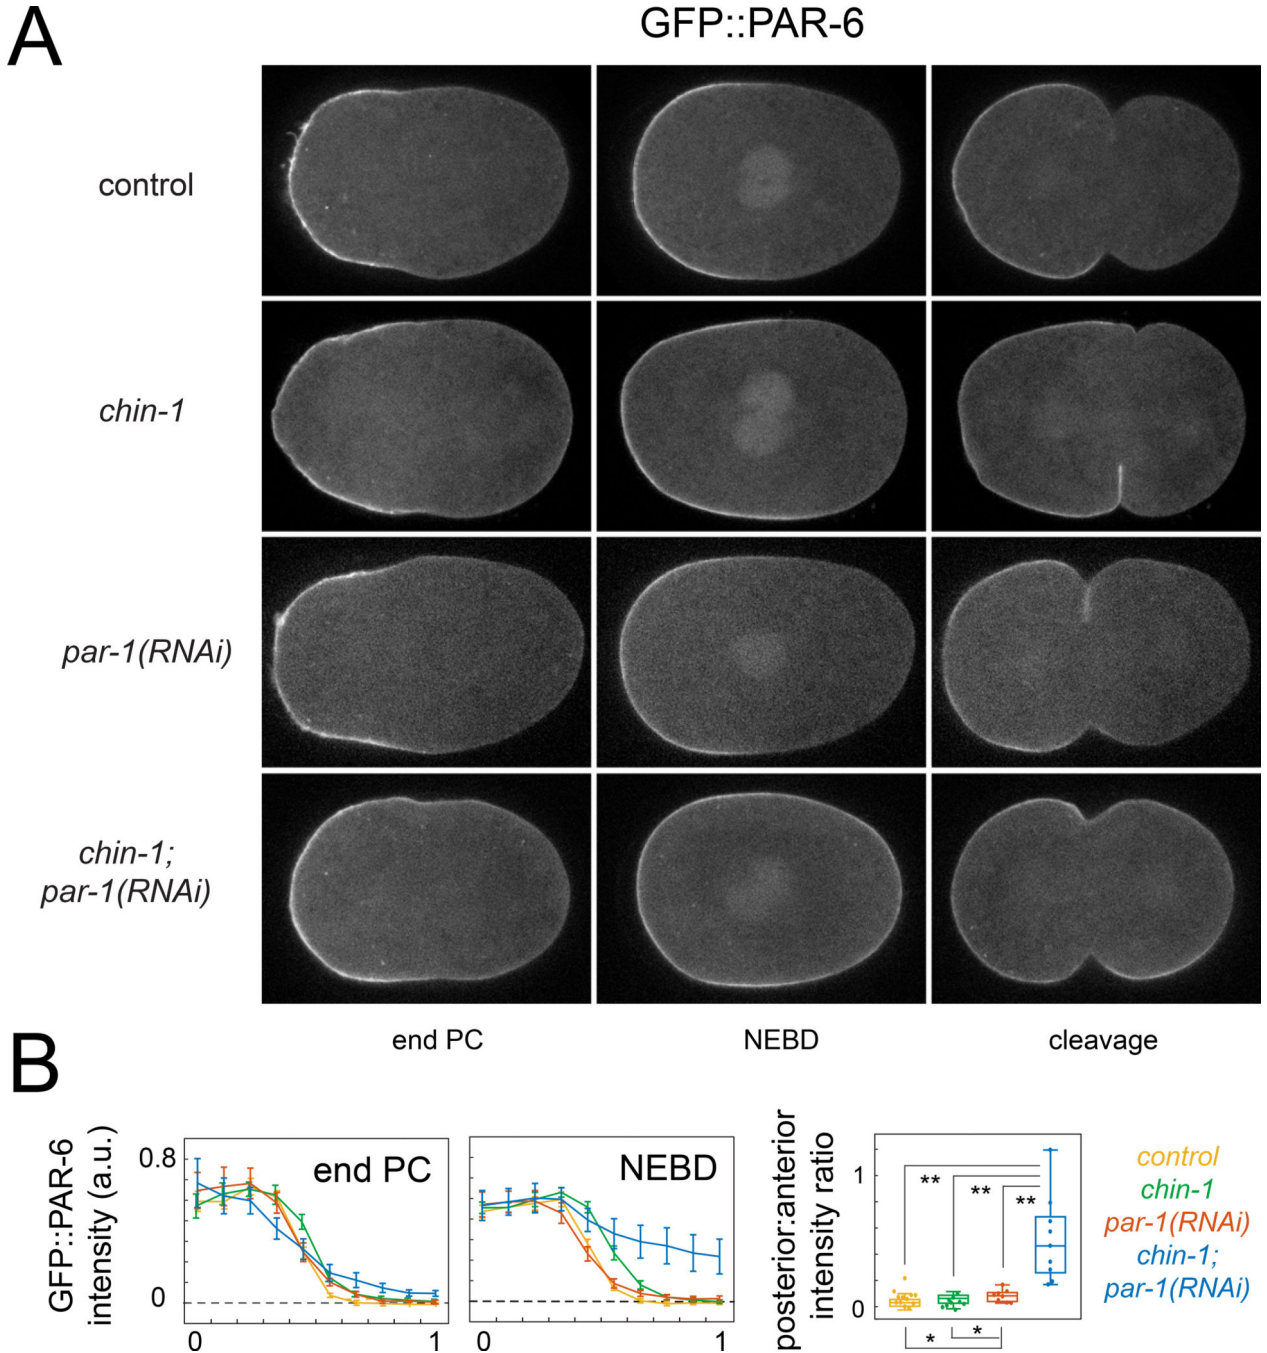 A
GFP::PAR-6
control
chin-1
par-1(RNAi)
chin-1;
par-1(RNAi)
end PC
NEBD
cleavage
B
GFP::PAR-6
intensity (a.u.)
0.8
0
end PC
0
1
NEBD
0
1
posterior:anterior
intensity ratio
1
0
**
**
**
*
*
control
chin-1
par-1(RNAi)
chin-1;
par-1(RNAi)